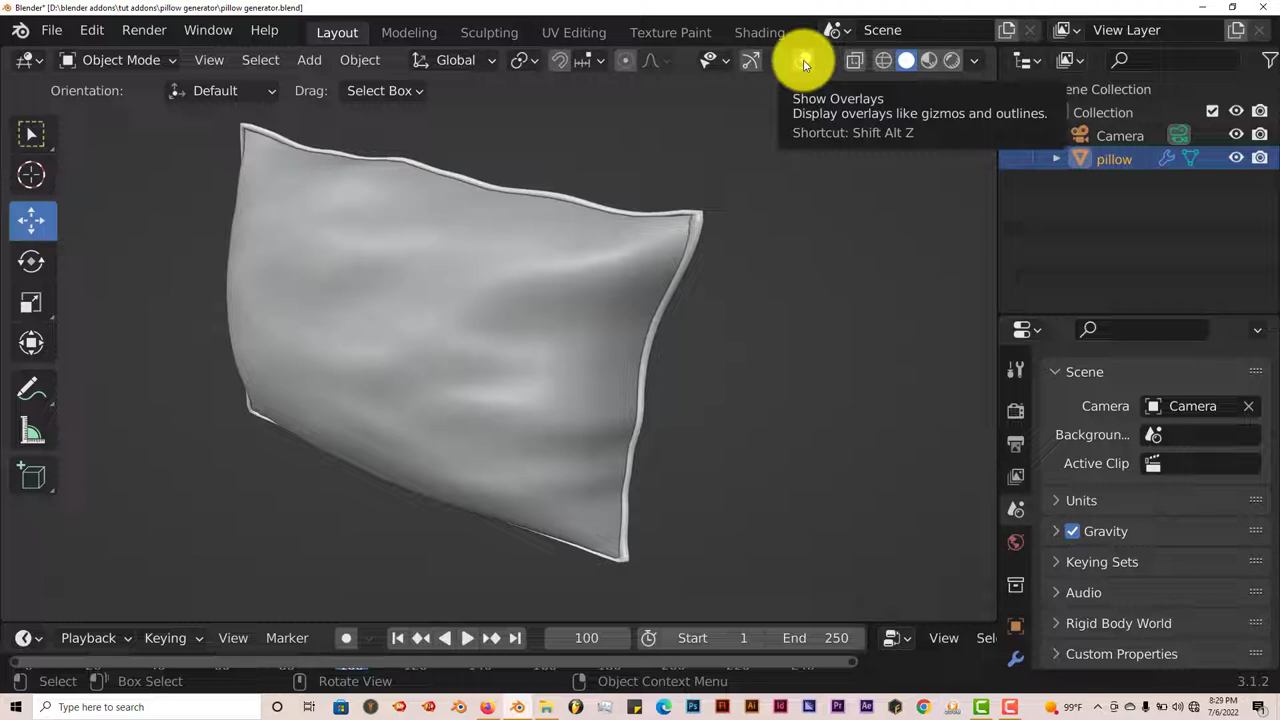 Blender* [D:\blender addons\tut addons\pillow generator\pillow generator.blend]
File Edit Render Window Help Layout Modeling Sculpting UV Editing Texture Paint Shading Scene View Layer
Object Mode View Select Add Object Global
Orientation: Default Drag: Select Box
Show Overlays
Display overlays like gizmos and outlines.
Shortcut: Shift Alt Z
ene Collection
Collection
Camera
pillow
Scene
Camera Camera
Backgroun...
Active Clip
Units
Gravity
Keying Sets
Audio
Rigid Body World
Custom Properties
Playback Keying View Marker 100 Start 1 End 250 View Sel
Select Box Select Rotate View Object Context Menu 3.1.2
Type here to search 99°F 8:29 PM
7/6/2022